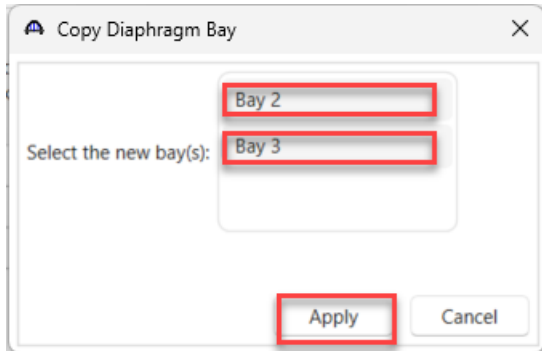 Copy Diaphragm Bay
Bay 2
Select the new bay(s):
Bay 3
Apply
Cancel